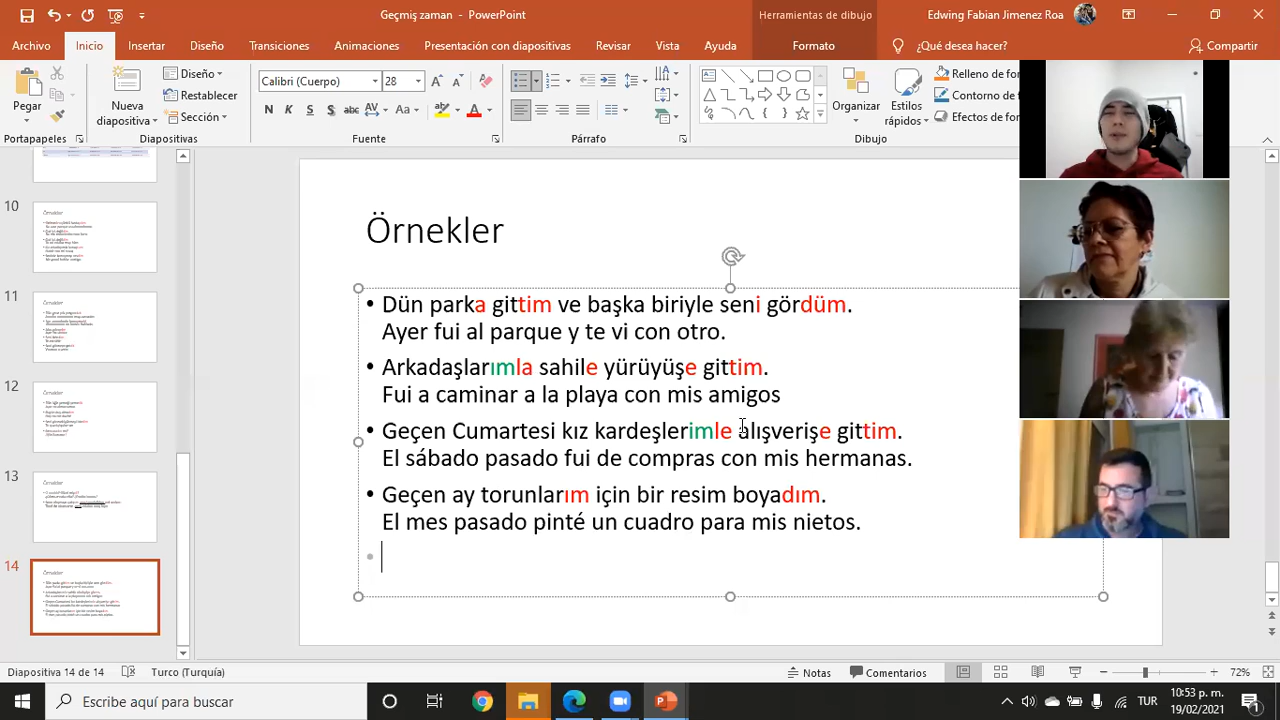 Geçmiş zaman - PowerPoint
Herramientas de dibujo
Edwing Fabian Jimenez Roa
Archivo Inicio Insertar Diseño Transiciones Animaciones Presentación con diapositivas Revisar Vista Ayuda Formato ¿Qué desea hacer? Compartir
Pegar
Nueva diapositiva
Diseño
Restablecer
Sección
Calibri (Cuerpo) 28
N K S abc AV Aa A
Organizar
Estilos rápidos
Relleno de
Contorno de
Efectos de
Portapapeles Diapositivas Fuente Párrafo Dibujo
10
11
12
13
14
Örnekler
• Dün parka gittim ve başka biriyle seni gördüm.
Ayer fui al parque y te vi con otro.
• Arkadaşlarımla sahile yürüyüşe gittim.
Fui a caminar a la playa con mis amigos
• Geçen Cumartesi kız kardeşlerimle alışverişe gittim.
El sábado pasado fui de compras con mis hermanas.
• Geçen ay torunlarım için bir resim boyadım.
El mes pasado pinté un cuadro para mis nietos.
Diapositiva 14 de 14 Turco (Turquía) Notas Comentarios 72%
Escribe aquí para buscar
TUR
10:53 p. m.
19/02/2021